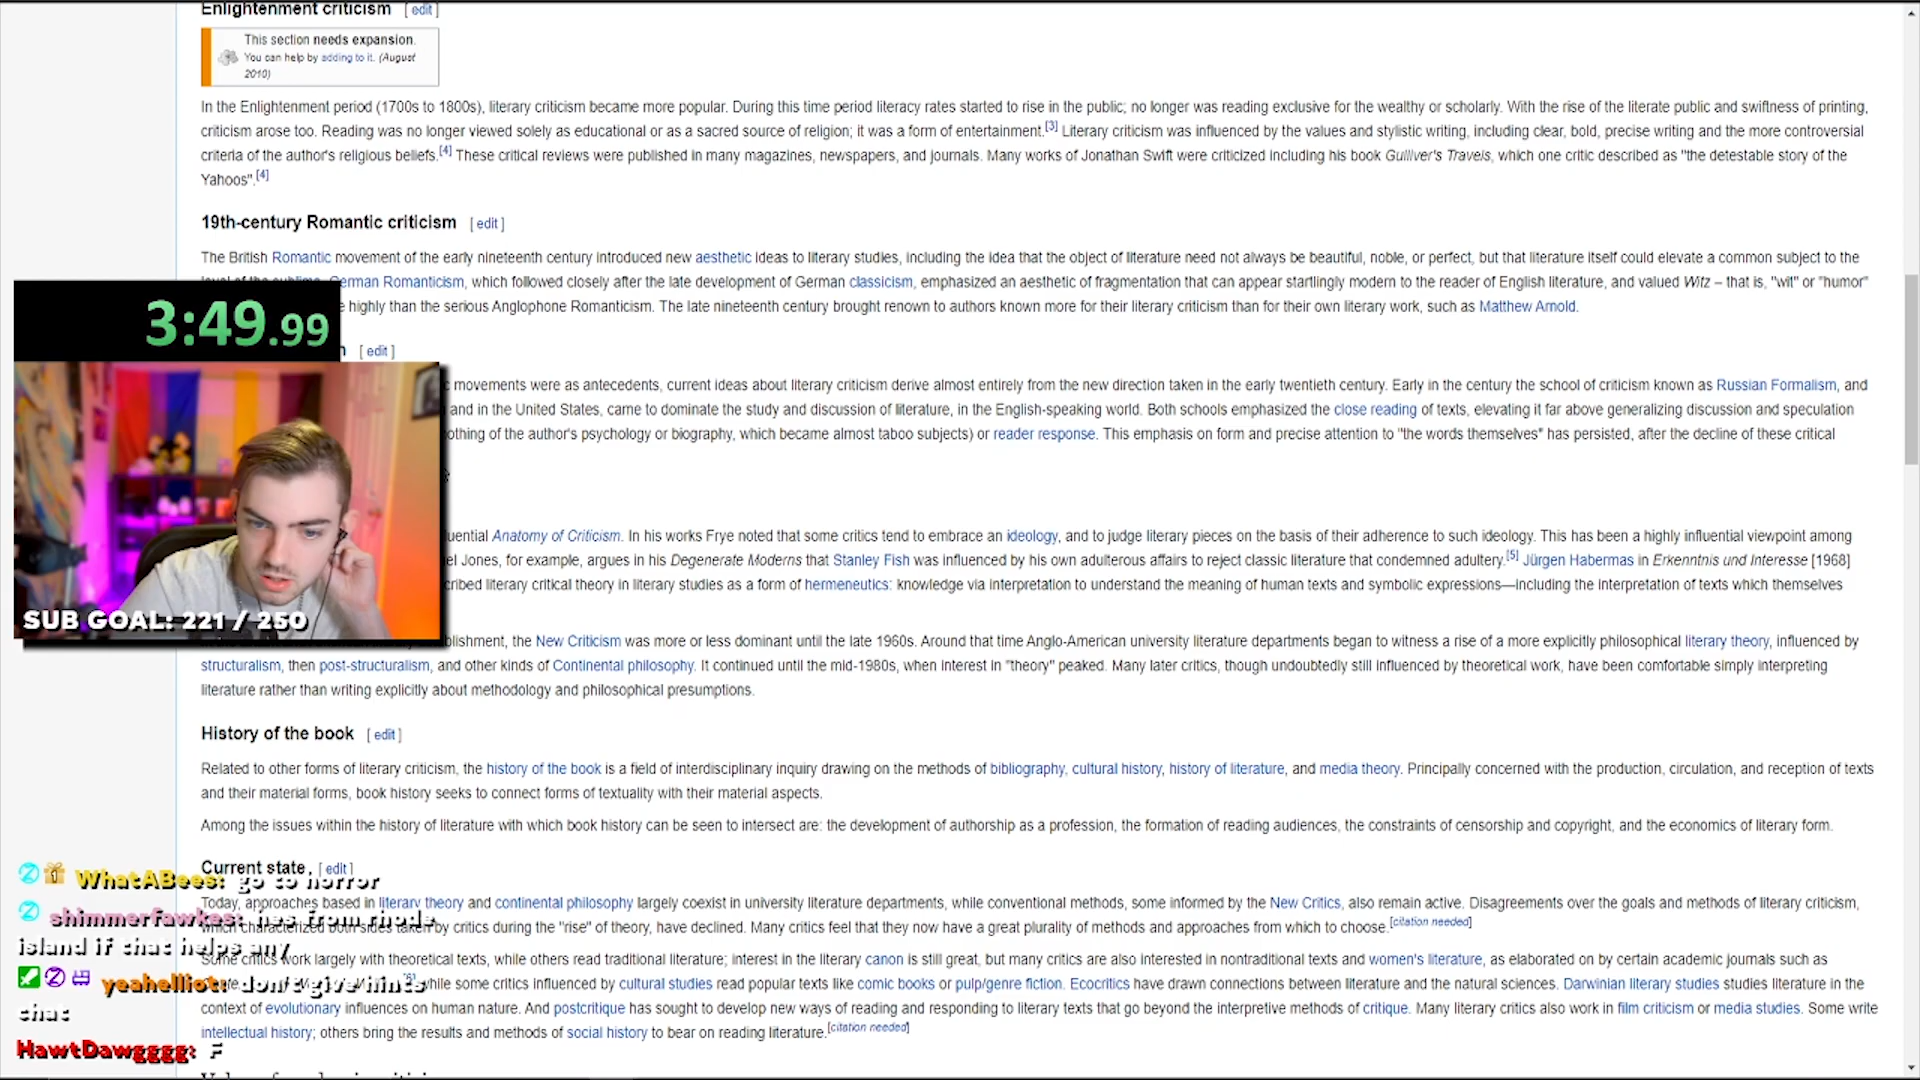 Enlightenment criticism [ edit ]
This section needs expansion.
You can help by adding to it. (August
2010)
In the Enlightenment period (1700s to 1800s), literary criticism became more popular. During this time period literacy rates started to rise in the public; no longer was reading exclusive for the wealthy or scholarly. With the rise of the literate public and swiftness of printing,
criticism arose too. Reading was no longer viewed solely as educational or as a sacred source of religion; it was a form of entertainment.[3] Literary criticism was influenced by the values and stylistic writing, including clear, bold, precise writing and the more controversial
criteria of the author's religious beliefs.[4] These critical reviews were published in many magazines, newspapers, and journals. Many works of Jonathan Swift were criticized including his book Gulliver's Travels, which one critic described as "the detestable story of the
Yahoos".[4]
19th-century Romantic criticism [ edit ]
The British Romantic movement of the early nineteenth century introduced new aesthetic ideas to literary studies, including the idea that the object of literature need not always be beautiful, noble, or perfect, but that literature itself could elevate a common subject to the
level of the sublime. German Romanticism, which followed closely after the late development of German classicism, emphasized an aesthetic of fragmentation that can appear startlingly modern to the reader of English literature, and valued Witz – that is, "wit" or "humor"
highly than the serious Anglophone Romanticism. The late nineteenth century brought renown to authors known more for their literary criticism than for their own literary work, such as Matthew Arnold.
3:49.99
[ edit ]
movements were as antecedents, current ideas about literary criticism derive almost entirely from the new direction taken in the early twentieth century. Early in the century the school of criticism known as Russian Formalism, and
and in the United States, came to dominate the study and discussion of literature, in the English-speaking world. Both schools emphasized the close reading of texts, elevating it far above generalizing discussion and speculation
othing of the author's psychology or biography, which became almost taboo subjects) or reader response. This emphasis on form and precise attention to "the words themselves" has persisted, after the decline of these critical
uential Anatomy of Criticism. In his works Frye noted that some critics tend to embrace an ideology, and to judge literary pieces on the basis of their adherence to such ideology. This has been a highly influential viewpoint among
el Jones, for example, argues in his Degenerate Moderns that Stanley Fish was influenced by his own adulterous affairs to reject classic literature that condemned adultery.[5] Jürgen Habermas in Erkenntnis und Interesse [1968]
cribed literary critical theory in literary studies as a form of hermeneutics: knowledge via interpretation to understand the meaning of human texts and symbolic expressions—including the interpretation of texts which themselves
SUB GOAL: 221 / 250
blishment, the New Criticism was more or less dominant until the late 1960s. Around that time Anglo-American university literature departments began to witness a rise of a more explicitly philosophical literary theory, influenced by
structuralism, then post-structuralism, and other kinds of Continental philosophy. It continued until the mid-1980s, when interest in "theory" peaked. Many later critics, though undoubtedly still influenced by theoretical work, have been comfortable simply interpreting
literature rather than writing explicitly about methodology and philosophical presumptions.
History of the book [ edit ]
Related to other forms of literary criticism, the history of the book is a field of interdisciplinary inquiry drawing on the methods of bibliography, cultural history, history of literature, and media theory. Principally concerned with the production, circulation, and reception of texts
and their material forms, book history seeks to connect forms of textuality with their material aspects.
Among the issues within the history of literature with which book history can be seen to intersect are: the development of authorship as a profession, the formation of reading audiences, the constraints of censorship and copyright, and the economics of literary form.
Current state [ edit ]
WhatABees: go to horror
Today, approaches based in literary theory and continental philosophy largely coexist in university literature departments, while conventional methods, some informed by the New Critics, also remain active. Disagreements over the goals and methods of literary criticism,
shimmerfawkes: hes from rhode
which characterized both sides taken by critics during the "rise" of theory, have declined. Many critics feel that they now have a great plurality of methods and approaches from which to choose.[citation needed]
island if that helps any
Some critics work largely with theoretical texts, while others read traditional literature; interest in the literary canon is still great, but many critics are also interested in nontraditional texts and women's literature, as elaborated on by certain academic journals such as
yeahelliot: don't give hints
[6] while some critics influenced by cultural studies read popular texts like comic books or pulp/genre fiction. Ecocritics have drawn connections between literature and the natural sciences. Darwinian literary studies studies literature in the
chat
context of evolutionary influences on human nature. And postcritique has sought to develop new ways of reading and responding to literary texts that go beyond the interpretive methods of critique. Many literary critics also work in film criticism or media studies. Some write
intellectual history; others bring the results and methods of social history to bear on reading literature.[citation needed]
HawtDawgggg: F